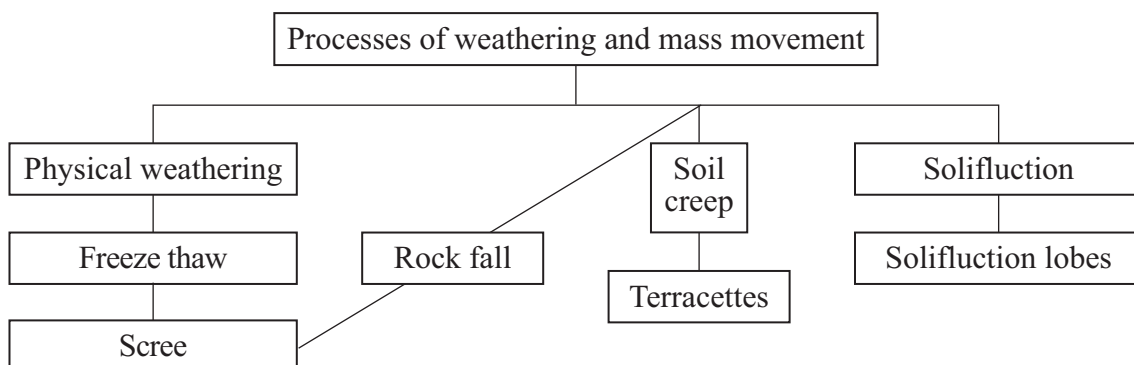 Processes of weathering and mass movement
Physical weathering
Soil
creep
Solifluction
Freeze thaw
Rock fall
Solifluction lobes
Terracettes
Scree